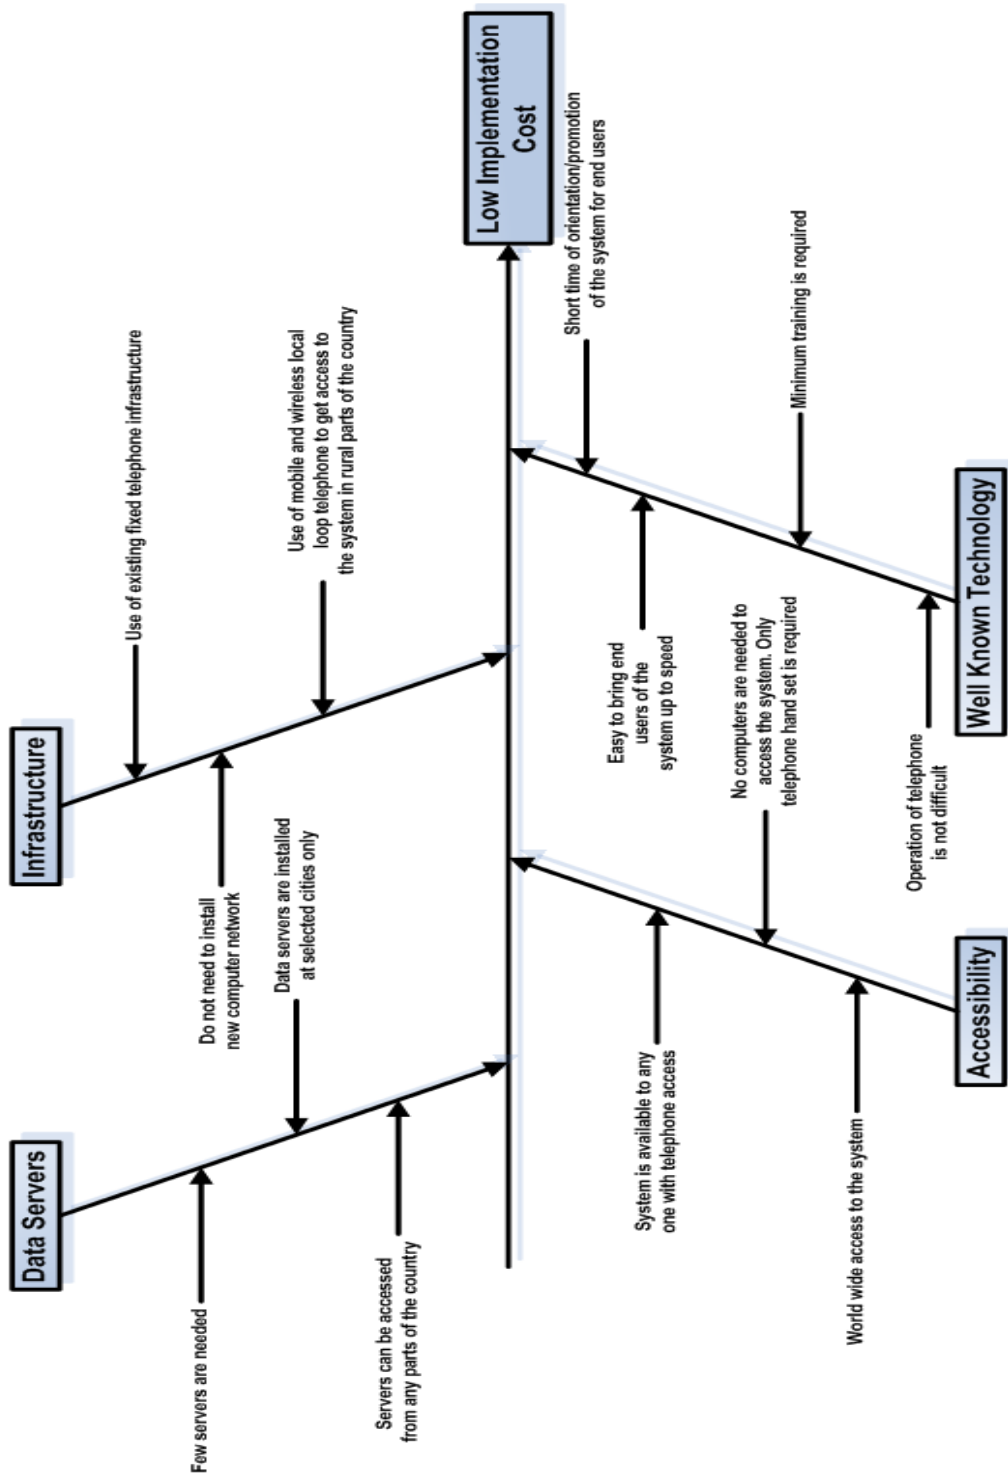 Data Servers
Few servers are needed
Data servers are installed
at selected cities only
Servers can be accessed
from any parts of the country
Infrastructure
Use of existing fixed telephone infrastructure
Do not need to install
new computer network
Use of mobile and wireless local
loop telephone to get access to
the system in rural parts of the country
Low Implementation
Cost
Accessibility
System is available to any
one with telephone access
No computers are needed to
access the system. Only
telephone hand set is required
World wide access to the system
Well Known Technology
Short time of orientation/promotion
of the system for end users
Easy to bring end
users of the
system up to speed
Minimum training is required
Operation of telephone
is not difficult